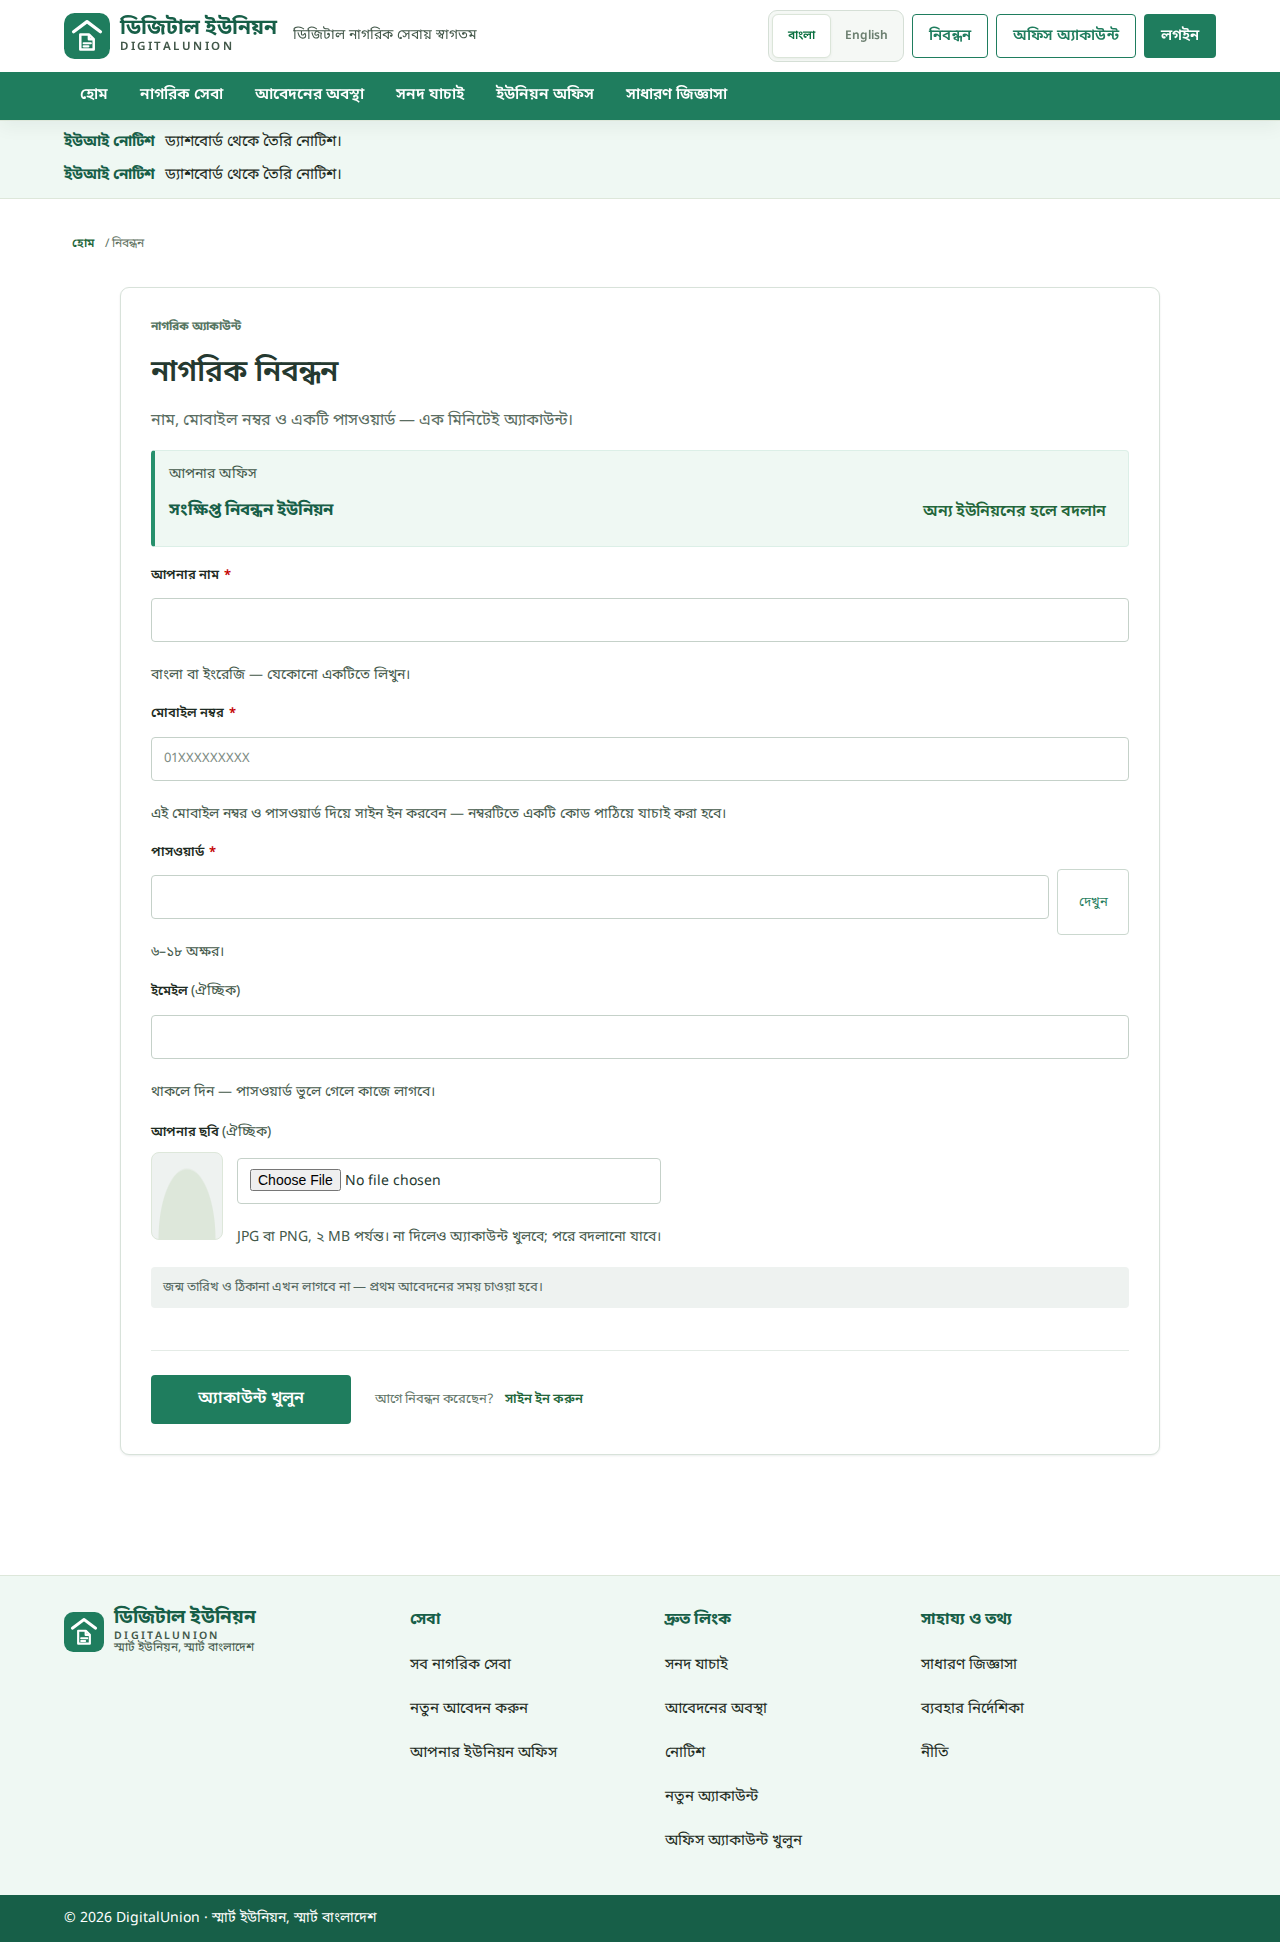 ডিজিটাল ইউনিয়ন
DIGITALUNION
ডিজিটাল নাগরিক সেবায় স্বাগতম
বাংলা
English
নিবন্ধন
অফিস অ্যাকাউন্ট
লগইন
হোম
নাগরিক সেবা
আবেদনের অবস্থা
সনদ যাচাই
ইউনিয়ন অফিস
সাধারণ জিজ্ঞাসা
ইউআই নোটিশ ড্যাশবোর্ড থেকে তৈরি নোটিশ।
ইউআই নোটিশ ড্যাশবোর্ড থেকে তৈরি নোটিশ।
হোম / নিবন্ধন
নাগরিক অ্যাকাউন্ট
নাগরিক নিবন্ধন
নাম, মোবাইল নম্বর ও একটি পাসওয়ার্ড — এক মিনিটেই অ্যাকাউন্ট।
আপনার অফিস
সংক্ষিপ্ত নিবন্ধন ইউনিয়ন
অন্য ইউনিয়নের হলে বদলান
আপনার নাম *
বাংলা বা ইংরেজি — যেকোনো একটিতে লিখুন।
মোবাইল নম্বর *
01XXXXXXXXX
এই মোবাইল নম্বর ও পাসওয়ার্ড দিয়ে সাইন ইন করবেন — নম্বরটিতে একটি কোড পাঠিয়ে যাচাই করা হবে।
পাসওয়ার্ড *
দেখুন
৬–১৮ অক্ষর।
ইমেইল (ঐচ্ছিক)
থাকলে দিন — পাসওয়ার্ড ভুলে গেলে কাজে লাগবে।
আপনার ছবি (ঐচ্ছিক)
Choose File No file chosen
JPG বা PNG, ২ MB পর্যন্ত। না দিলেও অ্যাকাউন্ট খুলবে; পরে বদলানো যাবে।
জন্ম তারিখ ও ঠিকানা এখন লাগবে না — প্রথম আবেদনের সময় চাওয়া হবে।
অ্যাকাউন্ট খুলুন
আগে নিবন্ধন করেছেন? সাইন ইন করুন
ডিজিটাল ইউনিয়ন
DIGITALUNION
স্মার্ট ইউনিয়ন, স্মার্ট বাংলাদেশ
সেবা
সব নাগরিক সেবা
নতুন আবেদন করুন
আপনার ইউনিয়ন অফিস
দ্রুত লিংক
সনদ যাচাই
আবেদনের অবস্থা
নোটিশ
নতুন অ্যাকাউন্ট
অফিস অ্যাকাউন্ট খুলুন
সাহায্য ও তথ্য
সাধারণ জিজ্ঞাসা
ব্যবহার নির্দেশিকা
নীতি
© 2026 DigitalUnion · স্মার্ট ইউনিয়ন, স্মার্ট বাংলাদেশ